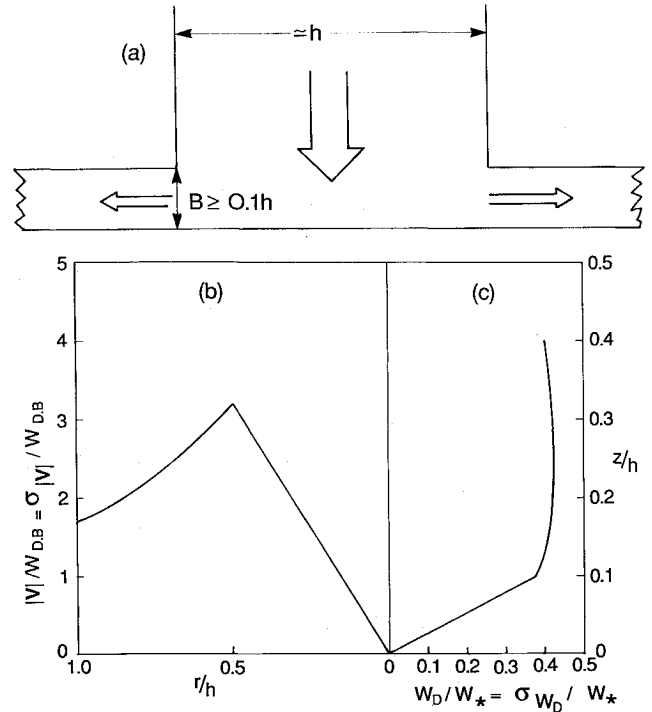 ≃h
(a)
B ≥ 0.1h
(b)
(c)
5
4
3
2
1
0
|V| / W_D.B = σ_|V| / W_D.B
1.0
0.5
0
r/h
0.5
0.4
0.3
0.2
0.1
0
z/h
0.1
0.2
0.3
0.4
0.5
W_D / W_* = σ_W_D / W_*